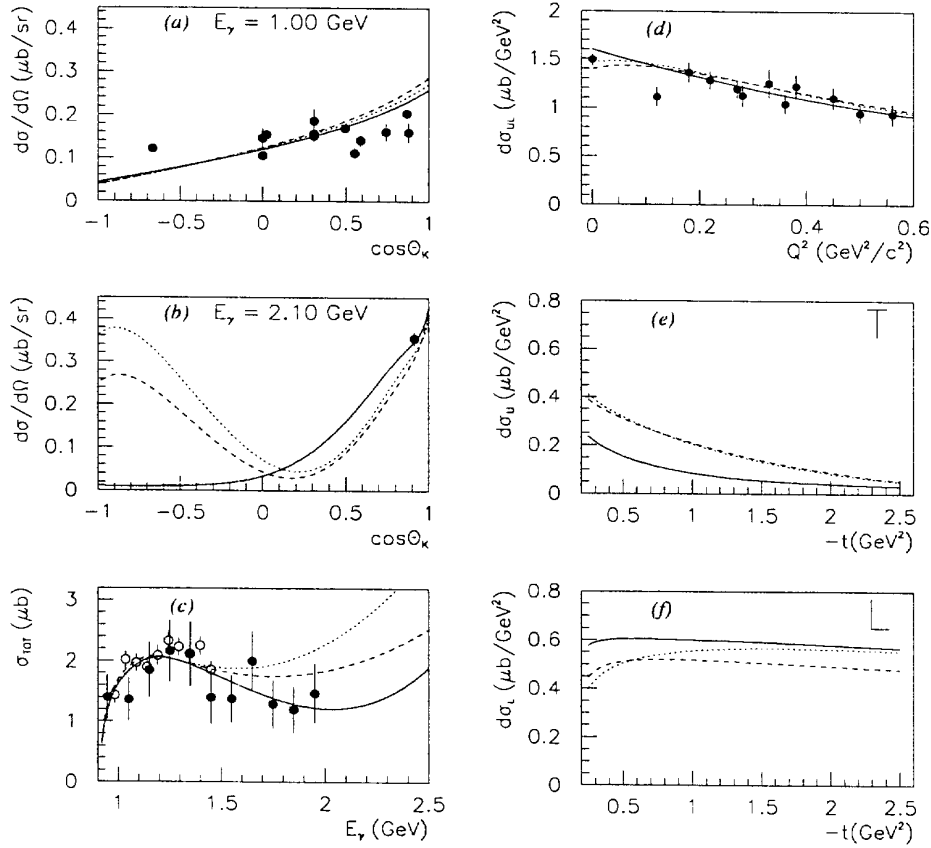 (a) E_γ = 1.00 GeV
dσ/dΩ (μb/sr)
0.4
0.3
0.2
0.1
0
-1 -0.5 0 0.5 1
cosΘ_K
(d)
dσ_UL (μb/GeV²)
2
1.5
1
0.5
0
0 0.2 0.4 0.6
Q² (GeV²/c²)
(b) E_γ = 2.10 GeV
dσ/dΩ (μb/sr)
0.4
0.3
0.2
0.1
0
-1 -0.5 0 0.5 1
cosΘ_K
(e) T
dσ_U (μb/GeV²)
0.8
0.6
0.4
0.2
0
0.5 1 1.5 2 2.5
-t(GeV²)
(c)
σ_TOT (μb)
3
2
1
0
1 1.5 2 2.5
E_γ (GeV)
(f) L
dσ_L (μb/GeV²)
0.8
0.6
0.4
0.2
0
0.5 1 1.5 2 2.5
-t(GeV²)